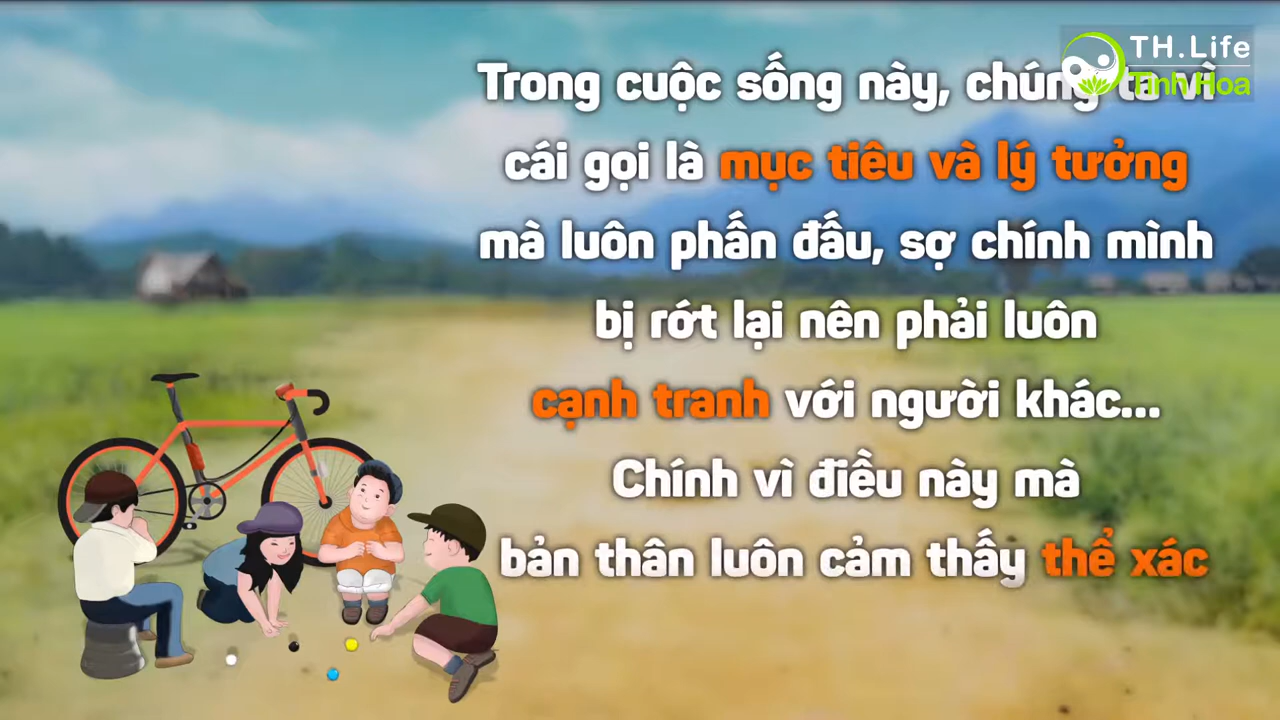 TH.Life
Tinh Hoa
Trong cuộc sống này, chúng ta vì
cái gọi là mục tiêu và lý tưởng
mà luôn phấn đấu, sợ chính mình
bị rớt lại nên phải luôn
cạnh tranh với người khác...
Chính vì điều này mà
bản thân luôn cảm thấy thể xác